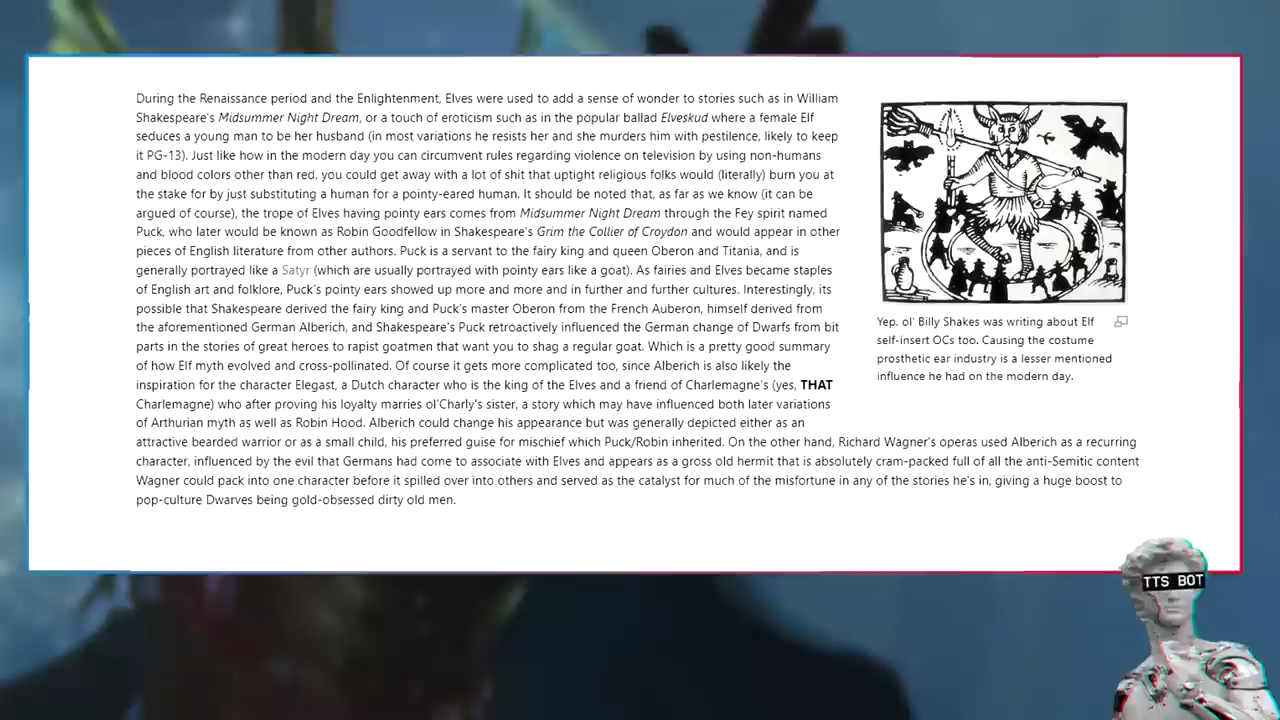 During the Renaissance period and the Enlightenment, Elves were used to add a sense of wonder to stories such as in William
Shakespeare's Midsummer Night Dream, or a touch of eroticism such as in the popular ballad Elveskud where a female Elf
seduces a young man to be her husband (in most variations he resists her and she murders him with pestilence, likely to keep
it PG-13). Just like how in the modern day you can circumvent rules regarding violence on television by using non-humans
and blood colors other than red, you could get away with a lot of shit that uptight religious folks would (literally) burn you at
the stake for by just substituting a human for a pointy-eared human. It should be noted that, as far as we know (it can be
argued of course), the trope of Elves having pointy ears comes from Midsummer Night Dream through the Fey spirit named
Puck, who later would be known as Robin Goodfellow in Shakespeare's Grim the Collier of Croydon and would appear in other
pieces of English literature from other authors. Puck is a servant to the fairy king and queen Oberon and Titania, and is
generally portrayed like a Satyr (which are usually portrayed with pointy ears like a goat). As fairies and Elves became staples
of English art and folklore, Puck's pointy ears showed up more and more and in further and further cultures. Interestingly, its
possible that Shakespeare derived the fairy king and Puck's master Oberon from the French Auberon, himself derived from
the aforementioned German Alberich, and Shakespeare's Puck retroactively influenced the German change of Dwarfs from bit
parts in the stories of great heroes to rapist goatmen that want you to shag a regular goat. Which is a pretty good summary
of how Elf myth evolved and cross-pollinated. Of course it gets more complicated too, since Alberich is also likely the
inspiration for the character Elegast, a Dutch character who is the king of the Elves and a friend of Charlemagne's (yes, THAT
Charlemagne) who after proving his loyalty marries ol'Charly's sister, a story which may have influenced both later variations
of Arthurian myth as well as Robin Hood. Alberich could change his appearance but was generally depicted either as an
attractive bearded warrior or as a small child, his preferred guise for mischief which Puck/Robin inherited. On the other hand, Richard Wagner's operas used Alberich as a recurring
character, influenced by the evil that Germans had come to associate with Elves and appears as a gross old hermit that is absolutely cram-packed full of all the anti-Semitic content
Wagner could pack into one character before it spilled over into others and served as the catalyst for much of the misfortune in any of the stories he's in, giving a huge boost to
pop-culture Dwarves being gold-obsessed dirty old men.
Yep, ol' Billy Shakes was writing about Elf
self-insert OCs too. Causing the costume
prosthetic ear industry is a lesser mentioned
influence he had on the modern day.
TTS BOT